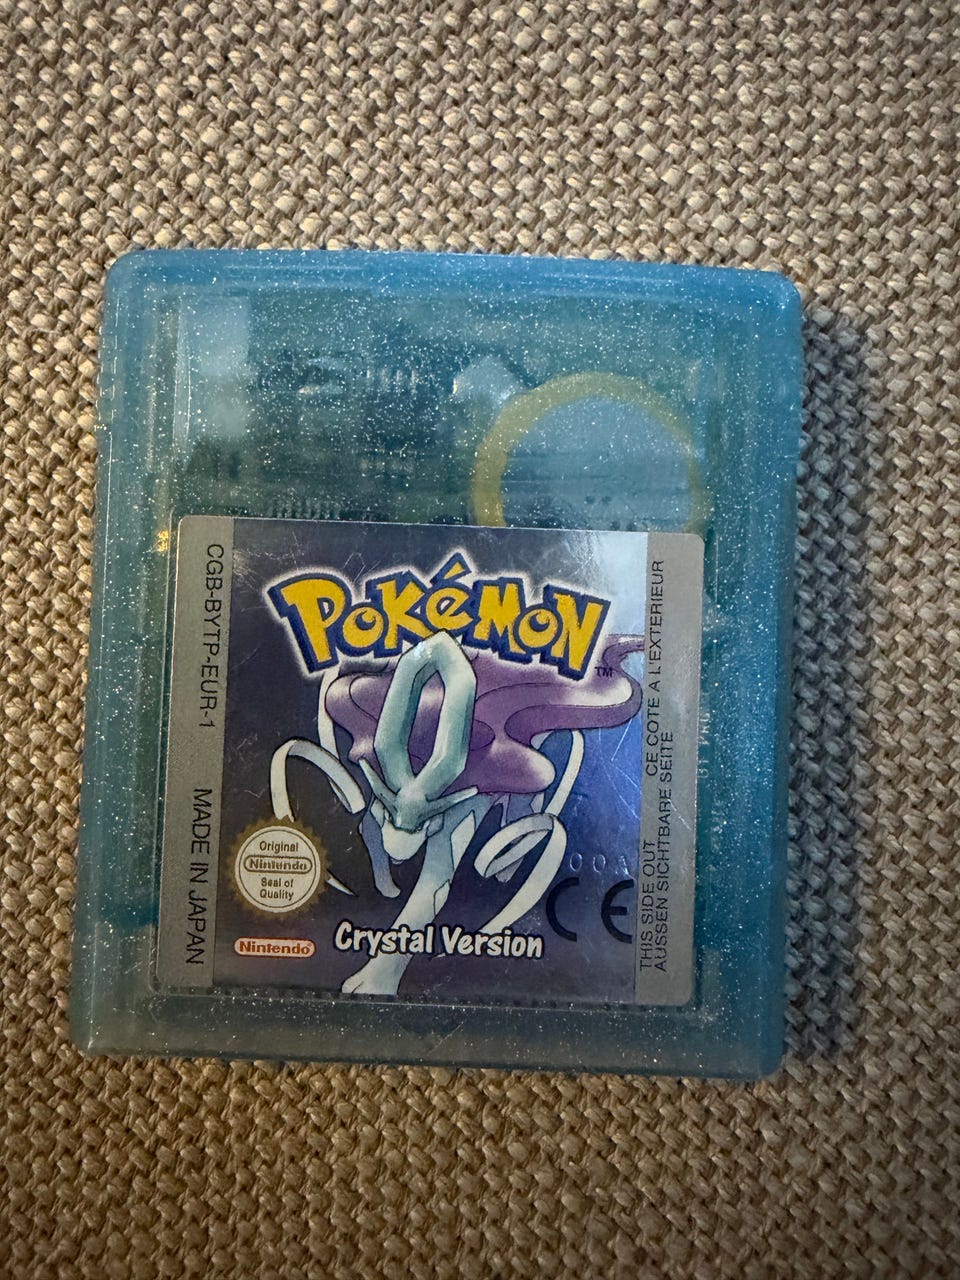 POKéMON
TM
CGB-BYTP-EUR-1
MADE IN JAPAN
Original
Nintendo
Seal of
Quality
Nintendo®
Crystal Version
CE
THIS SIDE OUT CE COTE A L'EXTERIEUR
AUSSEN SICHTBARE SEITE